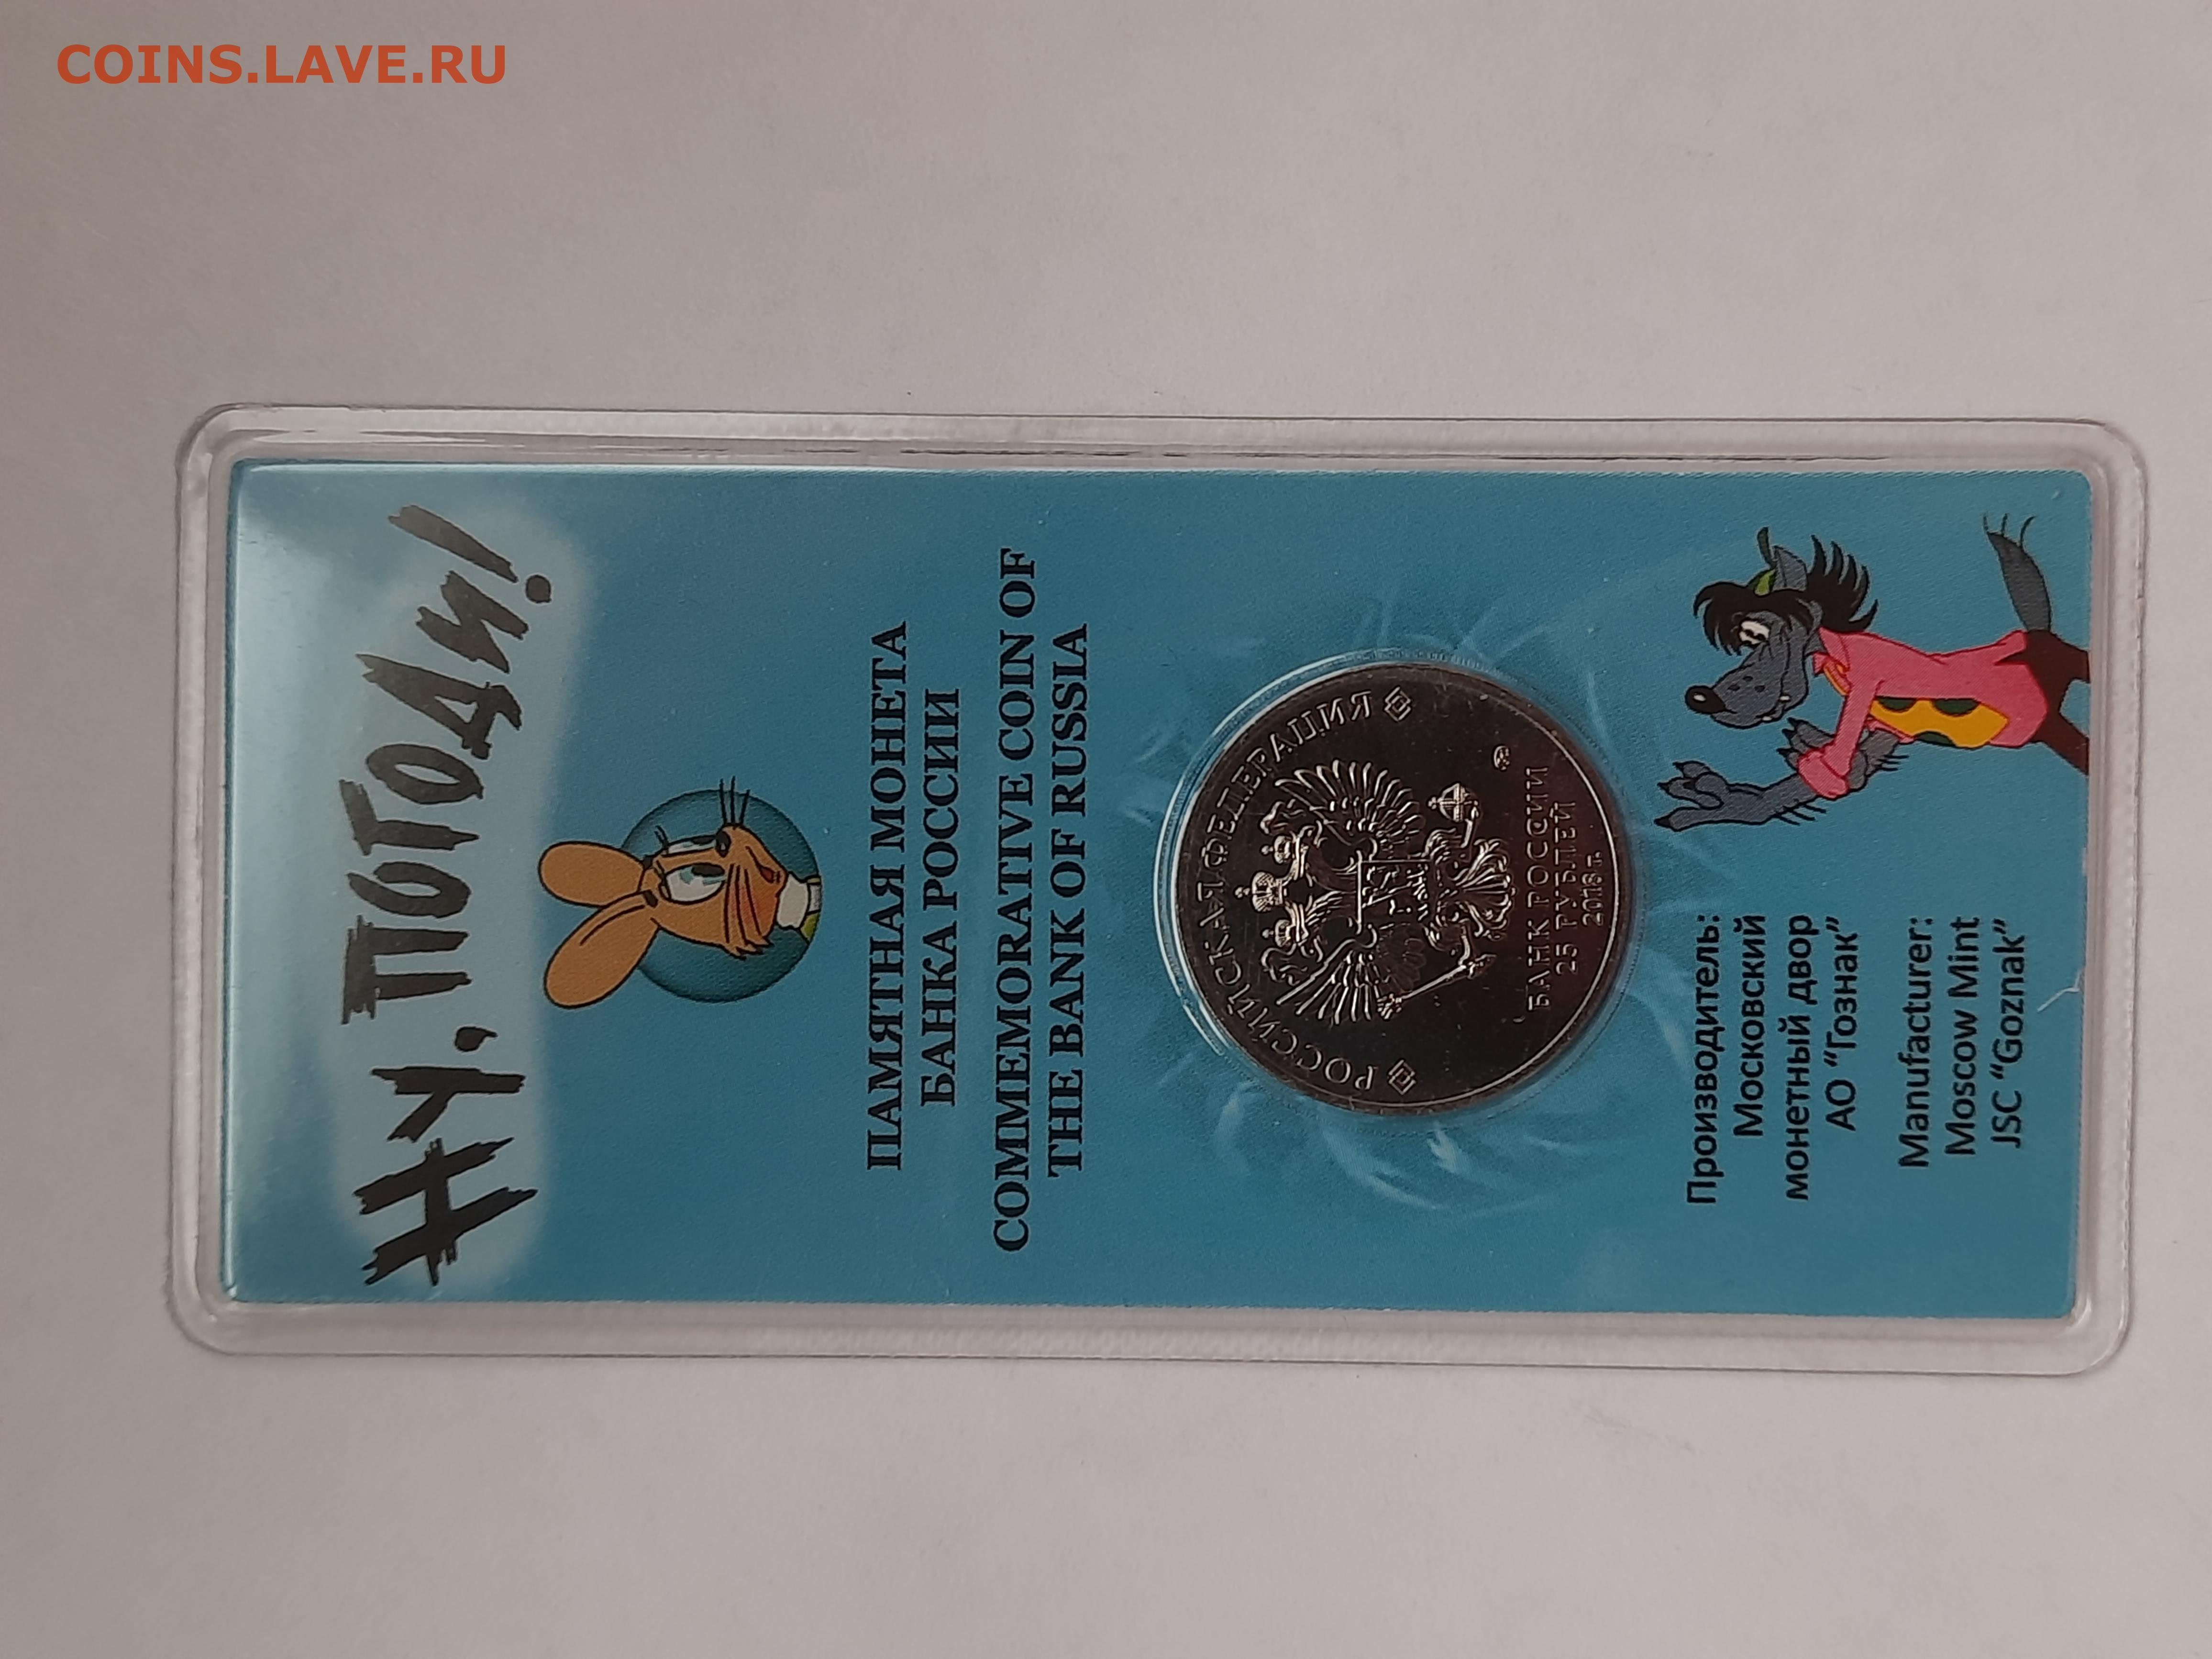 COINS.LAVE.RU
НУ, ПОГОДИ!
ПАМЯТНАЯ МОНЕТА
БАНКА РОССИИ
COMMEMORATIVE COIN OF
THE BANK OF RUSSIA
РОССИЙСКАЯ ФЕДЕРАЦИЯ
БАНК РОССИИ
25 РУБЛЕЙ
2018 г.
Производитель:
Московский
монетный двор
АО “Гознак”
Manufacturer:
Moscow Mint
JSC “Goznak”